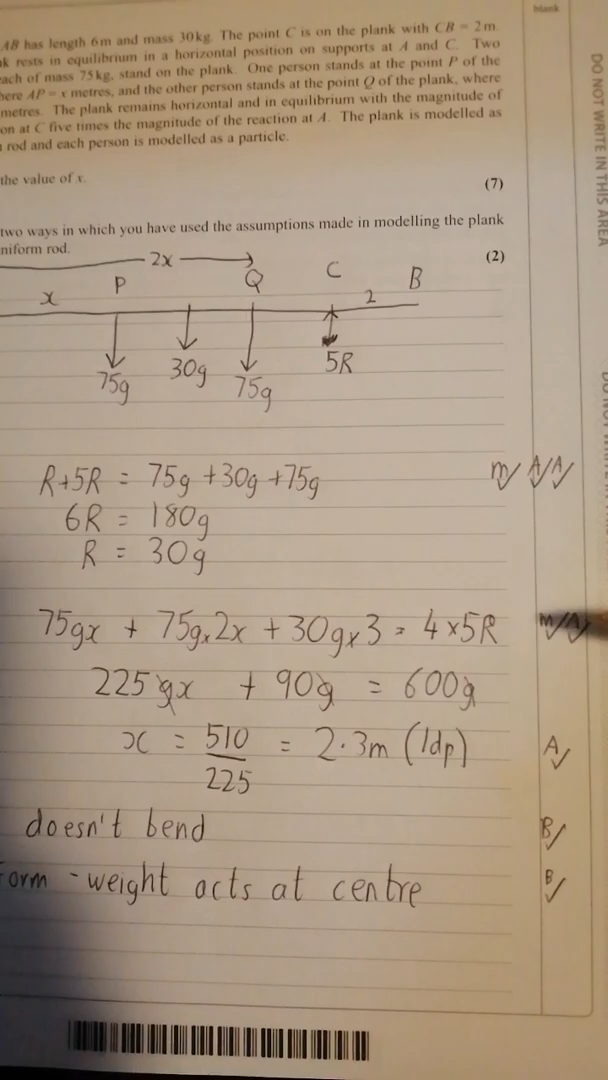 blank
AB has length 6m and mass 30kg. The point C is on the plank with CB = 2m.
rests in equilibrium in a horizontal position on supports at A and C. Two
each of mass 75kg, stand on the plank. One person stands at the point P of the
where AP = x metres, and the other person stands at the point Q of the plank, where
metres. The plank remains horizontal and in equilibrium with the magnitude of
on at C five times the magnitude of the reaction at A. The plank is modelled as
rod and each person is modelled as a particle.
the value of x.
(7)
two ways in which you have used the assumptions made in modelling the plank
niform rod.
(2)
2x
x P Q C 2 B
75g 30g 75g 5R
R+5R = 75g + 30g + 75g M A A
6R = 180g
R = 30g
75gx + 75g×2x + 30g×3 = 4×5R M A
225gx + 90g = 600g
x = 510/225 = 2.3m (1dp) A
doesn't bend B
orm - weight acts at centre B
DO NOT WRITE IN THIS AREA